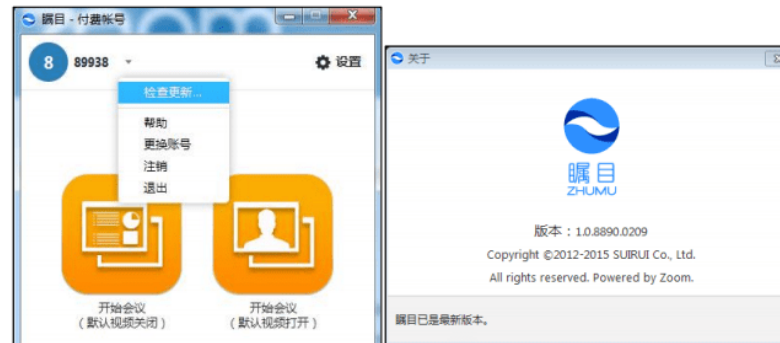 瞩目 - 付费帐号
8 89938 设置
检查更新...
帮助
更换账号
注销
退出
开始会议
（默认视频关闭）
开始会议
（默认视频打开）
关于
瞩目
ZHUMU
版本：1.0.8890.0209
Copyright ©2012-2015 SUIRUI Co., Ltd.
All rights reserved. Powered by Zoom.
瞩目已是最新版本。